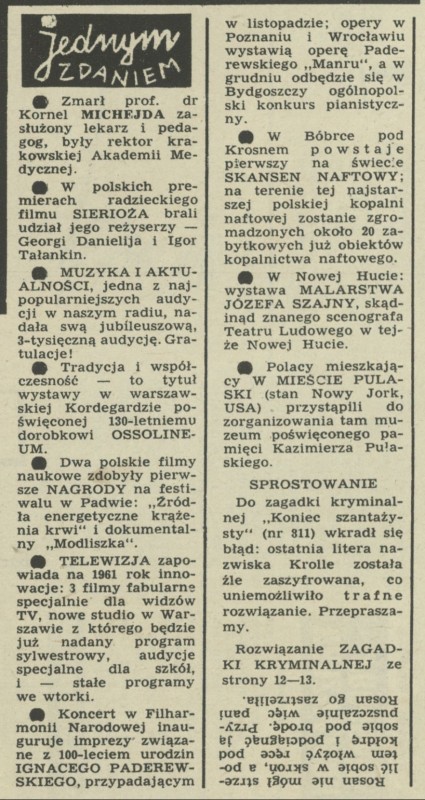 jednym
ZDANIEM
● Zmarł prof. dr
Kornel MICHEJDA za-
służony lekarz i peda-
gog, były rektor kra-
kowskiej Akademii Me-
dycznej.
● W polskich pre-
mierach radzieckiego
filmu SIERIOŻA brali
udział jego reżyserzy —
Georgi Danielija i Igor
Tałankin.
● MUZYKA I AKTU-
ALNOŚCI, jedna z naj-
popularniejszych audy-
cji w naszym radiu, na-
dała swą jubileuszową,
3-tysięczną audycję. Gra-
tulacje!
● Tradycja i współ-
czesność — to tytuł
wystawy w warszaw-
skiej Kordegardzie po-
święconej 130-letniemu
dorobkowi OSSOLINE-
UM.
● Dwa polskie filmy
naukowe zdobyły pierw-
sze NAGRODY na festi-
walu w Padwie: „Źród-
ła energetyczne krąże-
nia krwi" i dokumental-
ny „Modliszka".
● TELEWIZJA zapo-
wiada na 1961 rok inno-
wacje: 3 filmy fabularne
specjalnie dla widzów
TV, nowe studio w War-
szawie z którego będzie
już nadany program
sylwestrowy, audycje
specjalne dla szkół,
i — stałe programy
we wtorki.
● Koncert w Filhar-
monii Narodowej inau-
guruje imprezy związa-
ne z 100-leciem urodzin
IGNACEGO PADEREW-
SKIEGO, przypadającym
w listopadzie; opery w
Poznaniu i Wrocławiu
wystawią operę Pade-
rewskiego „Manru", a w
grudniu odbędzie się w
Bydgoszczy ogólnopol-
ski konkurs pianistycz-
ny.
● W Bóbrce pod
Krosnem powstaje
pierwszy na świecie
SKANSEN NAFTOWY;
na terenie tej najstar-
szej polskiej kopalni
naftowej zostanie zgro-
madzonych około 20 za-
bytkowych już obiektów
kopalnictwa naftowego.
● W Nowej Hucie:
wystawa MALARSTWA
JÓZEFA SZAJNY, skąd-
inąd znanego scenografa
Teatru Ludowego w tej-
że Nowej Hucie.
● Polacy mieszkają-
cy W MIEŚCIE PULA-
SKI (stan Nowy Jork,
USA) przystąpili do
zorganizowania tam mu-
zeum poświęconego pa-
mięci Kazimierza Puła-
skiego.
SPROSTOWANIE
Do zagadki kryminal-
nej „Koniec szantaży-
sty" (nr 811) wkradł się
błąd: ostatnia litera na-
zwiska Krolle została
źle zaszyfrowana, co
uniemożliwiło trafne
rozwiązanie. Przeprasza-
my.
Rozwiązanie ZAGAD-
KI KRYMINALNEJ ze
strony 12—13.
Rosan nie mógł strze-
lić sobie w skroń, a po-
tem włożyć ręce pod
kołdrę i podciągnąć ją
sobie pod brodę. Przy-
puszczalnie więc pani
Rosan go zastrzeliła.